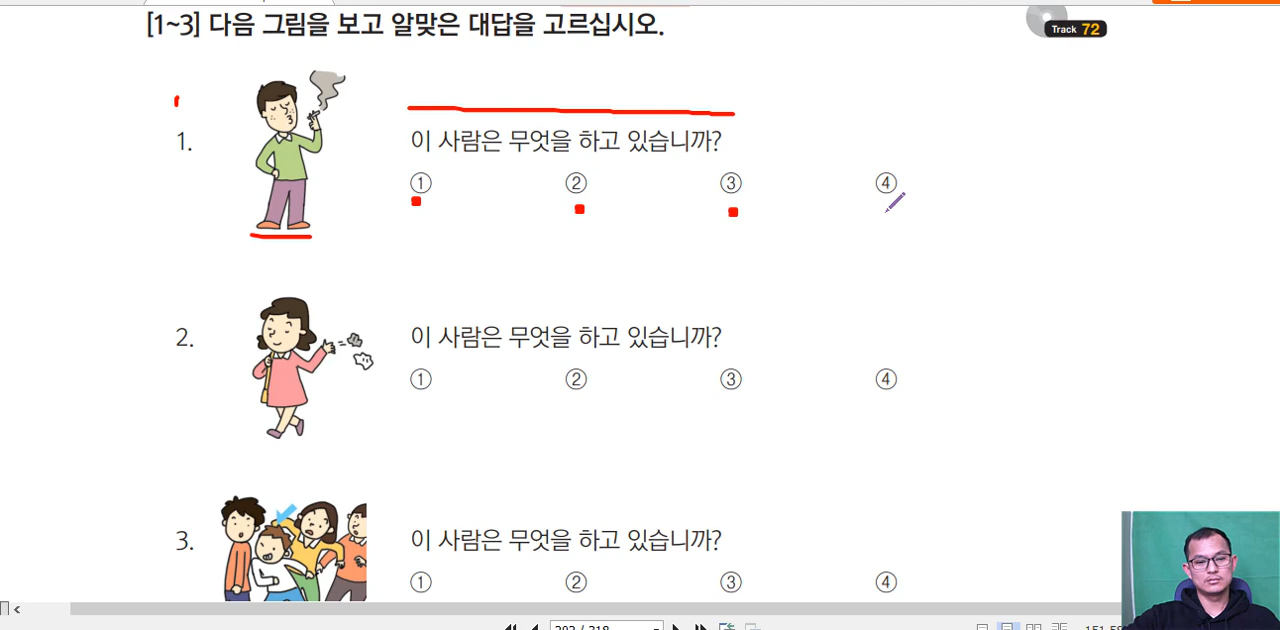 [1~3] 다음 그림을 보고 알맞은 대답을 고르십시오.
Track 72
1.
이 사람은 무엇을 하고 있습니까?
① ② ③ ④
2.
이 사람은 무엇을 하고 있습니까?
① ② ③ ④
3.
이 사람은 무엇을 하고 있습니까?
① ② ③ ④